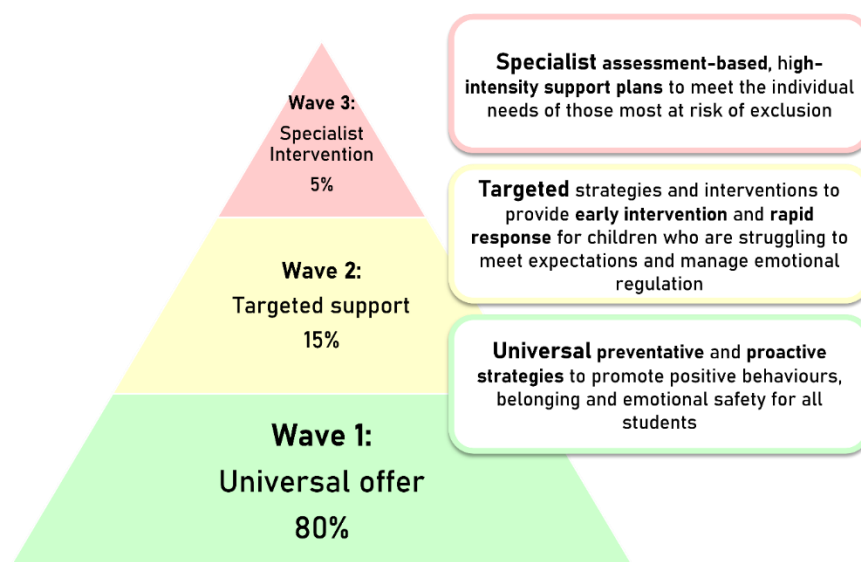 Wave 3:
Specialist
Intervention
5%
Specialist assessment-based, high-
intensity support plans to meet the individual
needs of those most at risk of exclusion
Wave 2:
Targeted support
15%
Targeted strategies and interventions to
provide early intervention and rapid
response for children who are struggling to
meet expectations and manage emotional
regulation
Wave 1:
Universal offer
80%
Universal preventative and proactive
strategies to promote positive behaviours,
belonging and emotional safety for all
students